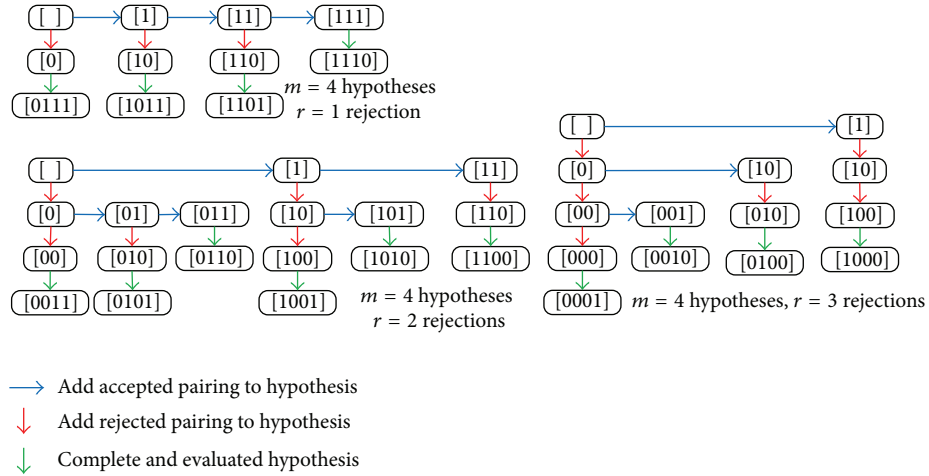 [ ] [1] [11] [111]
[0] [10] [110] [1110]
[0111] [1011] [1101]
m = 4 hypotheses
r = 1 rejection
[ ] [1] [11]
[0] [01] [011] [10] [101] [110]
[00] [010] [0110] [100] [1010] [1100]
[0011] [0101] [1001]
m = 4 hypotheses
r = 2 rejections
[ ] [1]
[0] [10] [10]
[00] [001] [010] [100]
[000] [0010] [0100] [1000]
[0001]
m = 4 hypotheses, r = 3 rejections
Add accepted pairing to hypothesis
Add rejected pairing to hypothesis
Complete and evaluated hypothesis